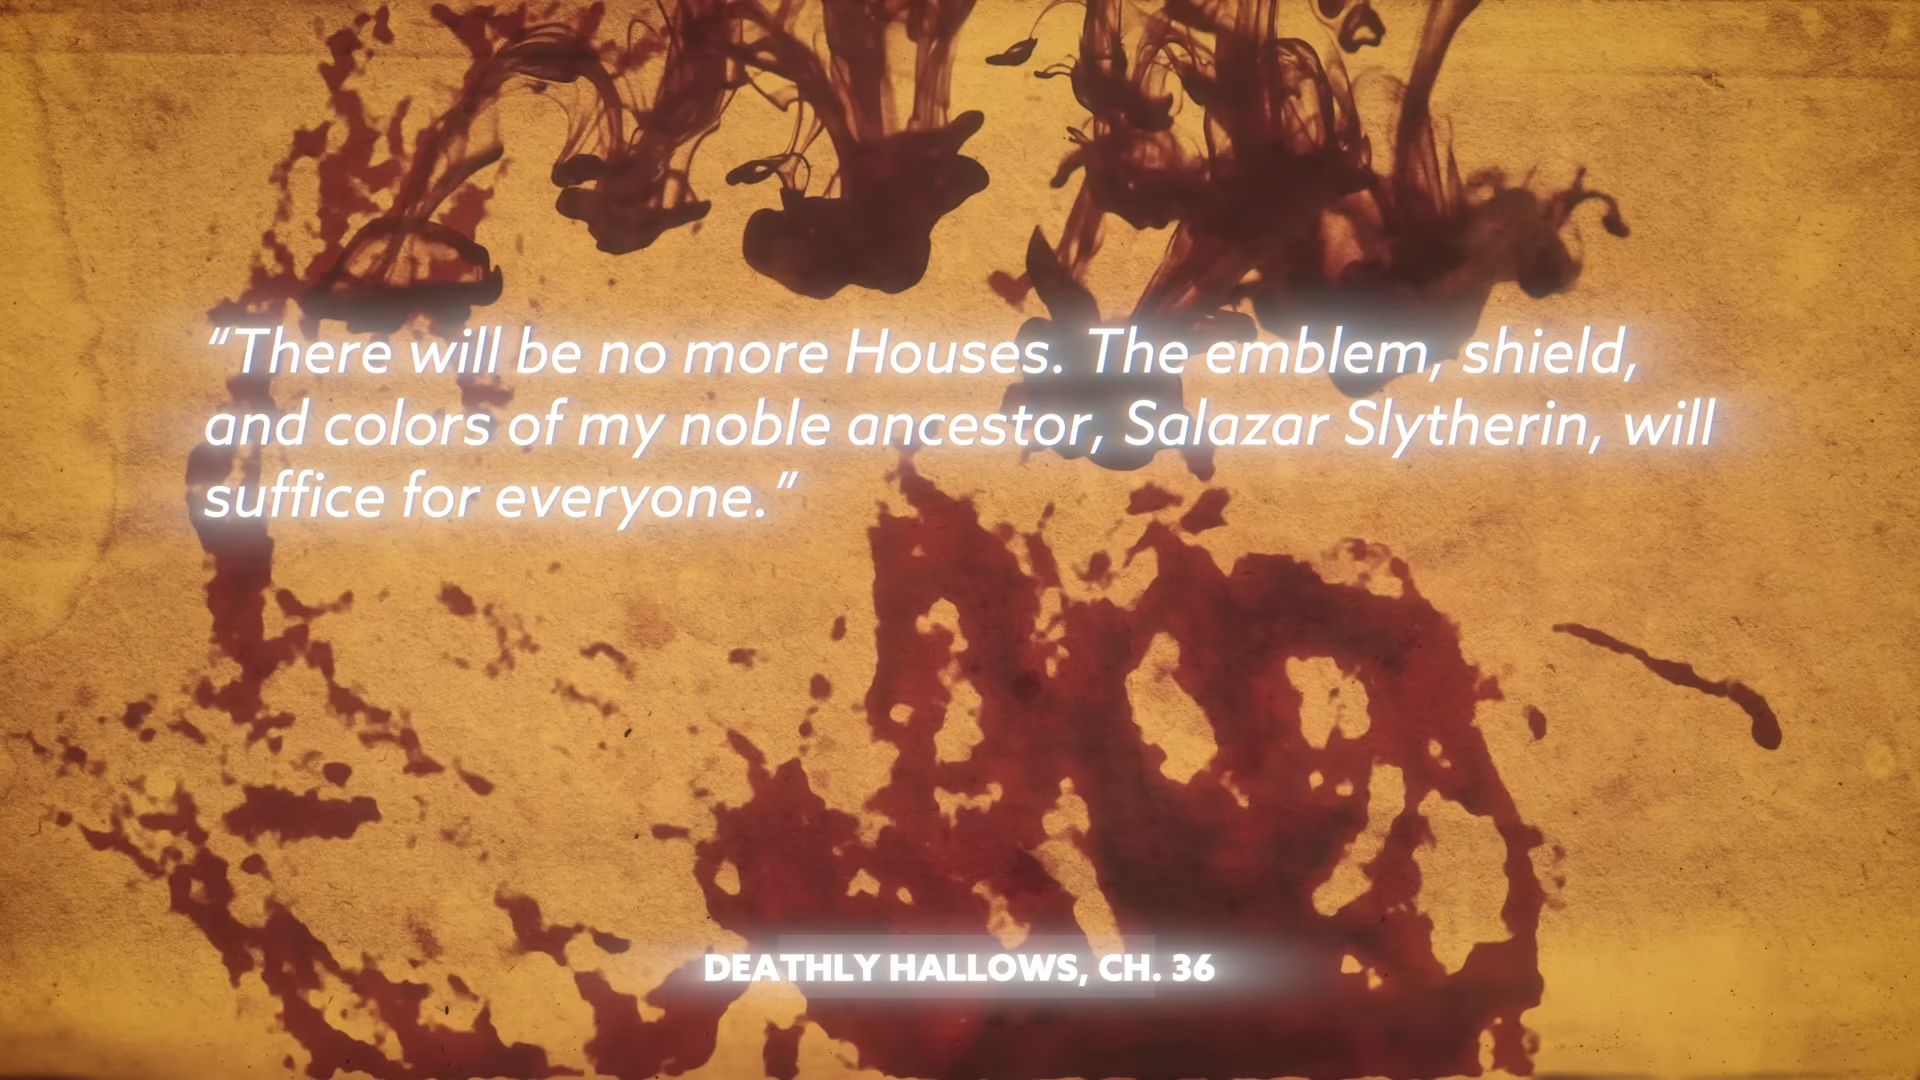 “There will be no more Houses. The emblem, shield,
and colors of my noble ancestor, Salazar Slytherin, will
suffice for everyone.”
DEATHLY HALLOWS, CH. 36